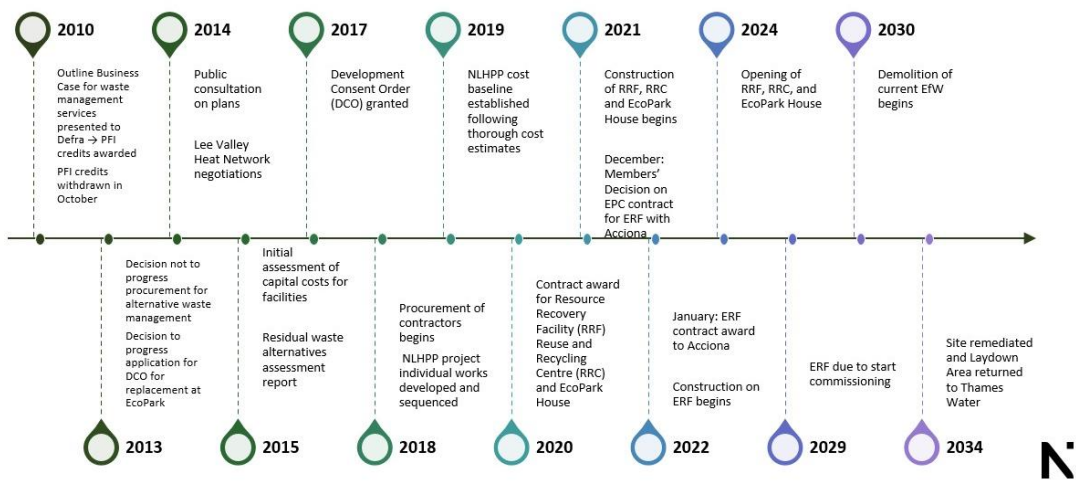 2010
Outline Business
Case for waste
management
services
presented to
Defra → PFI
credits awarded
PFI credits
withdrawn in
October
2014
Public
consultation
on plans
Lee Valley
Heat Network
negotiations
2017
Development
Consent Order
(DCO) granted
2019
NLHPP cost
baseline
established
following
thorough cost
estimates
2021
Construction
of RRF, RRC
and EcoPark
House begins
December:
Members'
Decision on
EPC contract
for ERF with
Acciona
2024
Opening of
RRF, RRC, and
EcoPark House
2030
Demolition of
current EfW
begins
Decision not to
progress
procurement for
alternative waste
management
Decision to
progress
application for
DCO for
replacement at
EcoPark
2013
Initial
assessment of
capital costs for
facilities
Residual waste
alternatives
assessment
report
2015
Procurement of
contractors
begins
NLHPP project
individual works
developed and
sequenced
2018
Contract award
for Resource
Recovery
Facility (RRF)
Reuse and
Recycling
Centre (RRC)
and EcoPark
House
2020
January: ERF
contract award
to Acciona
Construction on
ERF begins
2022
ERF due to start
commissioning
2029
Site remediated
and Laydown
Area returned
to Thames
Water
2034